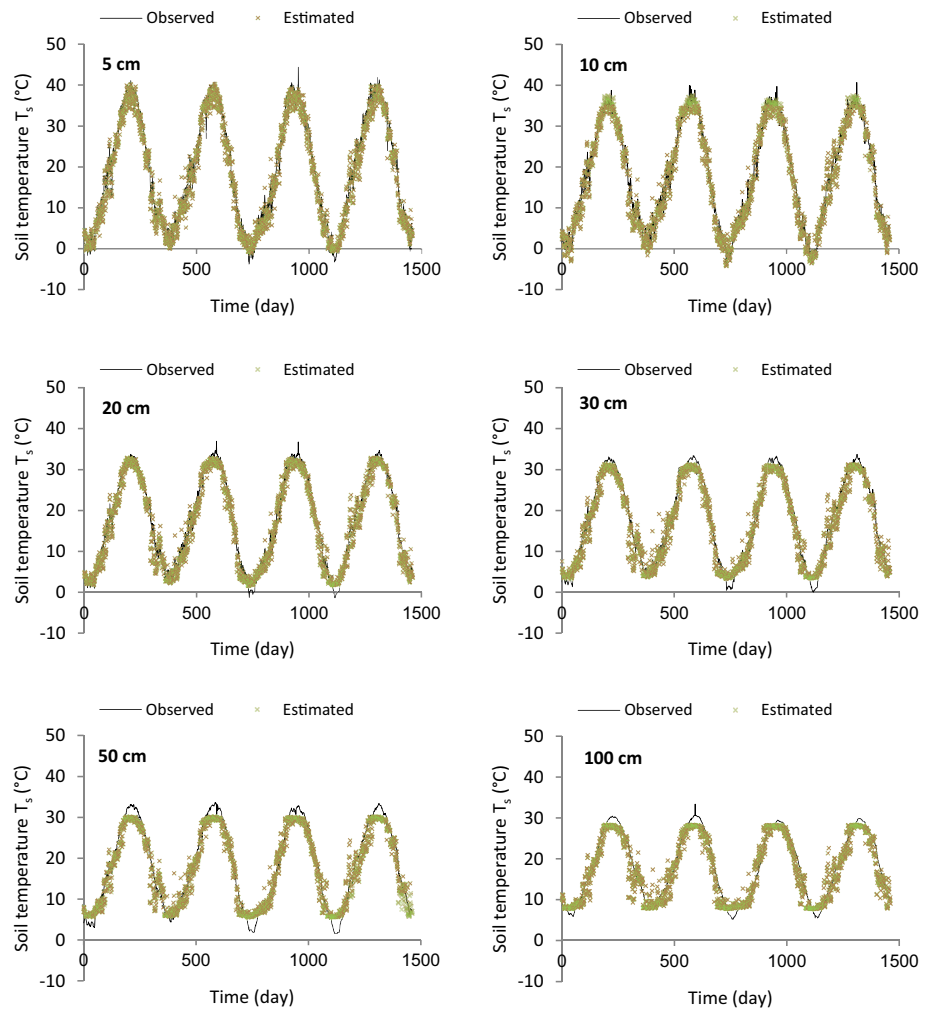 Observed Estimated
5 cm
Soil temperature Tₛ (°C)
50
40
30
20
10
0
-10
0 500 1000 1500
Time (day)
Observed Estimated
10 cm
Soil temperature Tₛ (°C)
50
40
30
20
10
0
-10
0 500 1000 1500
Time (day)
Observed Estimated
20 cm
Soil temperature Tₛ (°C)
50
40
30
20
10
0
-10
0 500 1000 1500
Time (day)
Observed Estimated
30 cm
Soil temperature Tₛ (°C)
50
40
30
20
10
0
-10
0 500 1000 1500
Time (day)
Observed Estimated
50 cm
Soil temperature Tₛ (°C)
50
40
30
20
10
0
-10
0 500 1000 1500
Time (day)
Observed Estimated
100 cm
Soil temperature Tₛ (°C)
50
40
30
20
10
0
-10
0 500 1000 1500
Time (day)